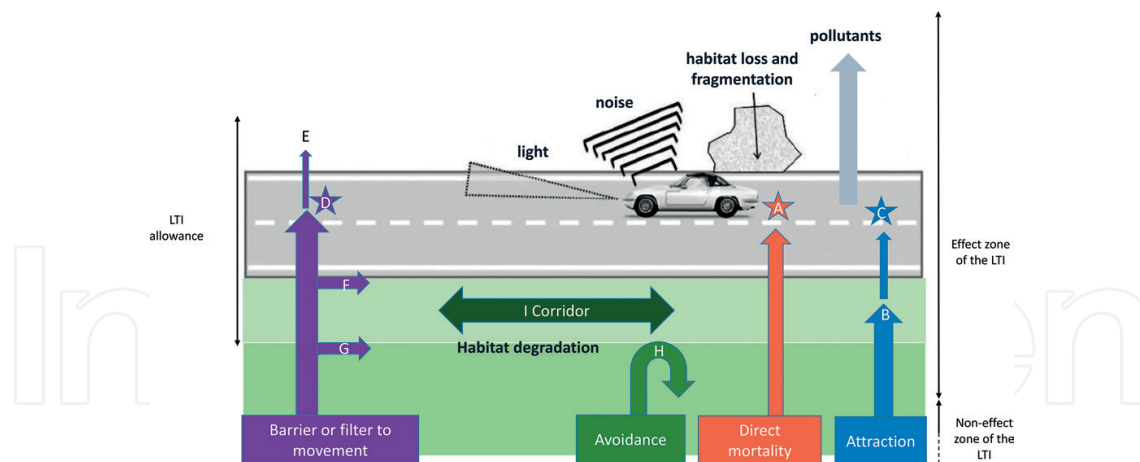 pollutants
habitat loss and
fragmentation
noise
light
E
D
A
C
LTI
allowance
Effect zone
of the LTI
F
I Corridor
B
Habitat degradation
G
H
Barrier or filter to
movement
Avoidance
Direct
mortality
Attraction
Non-effect
zone of the
LTI